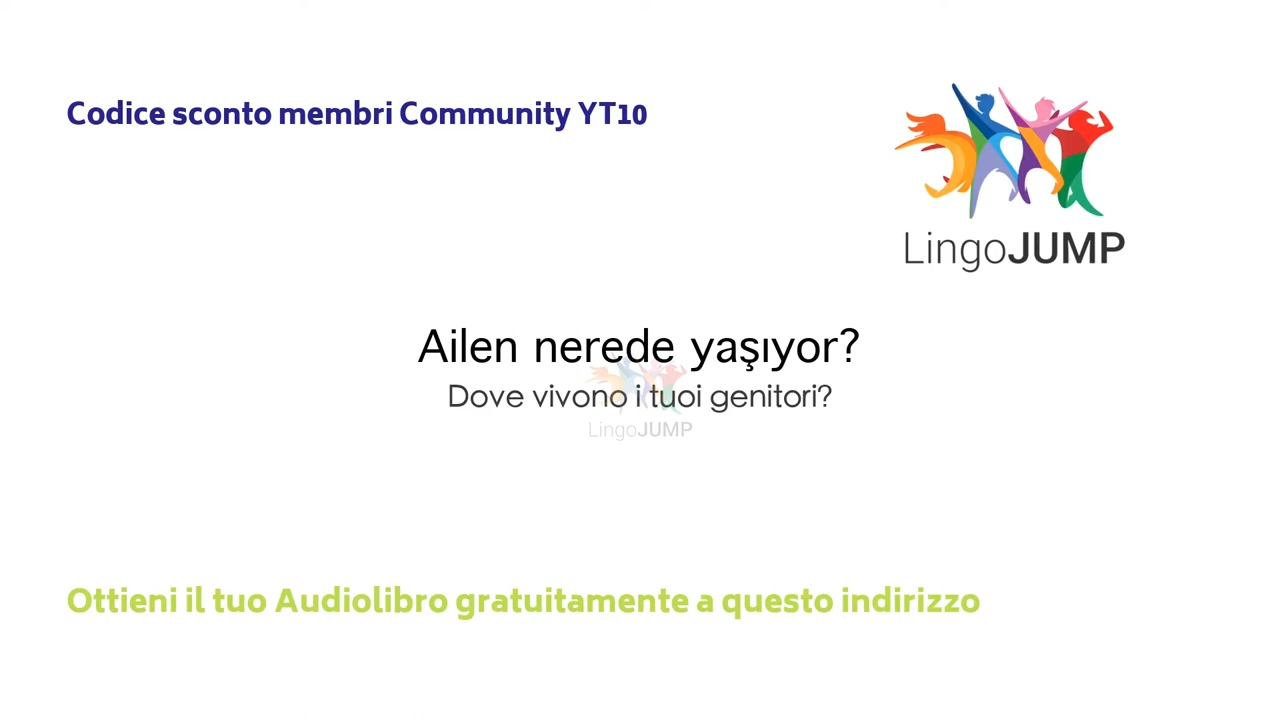 Codice sconto membri Community YT10
LingoJUMP
Ailen nerede yaşıyor?
Dove vivono i tuoi genitori?
LingoJUMP
Ottieni il tuo Audiolibro gratuitamente a questo indirizzo